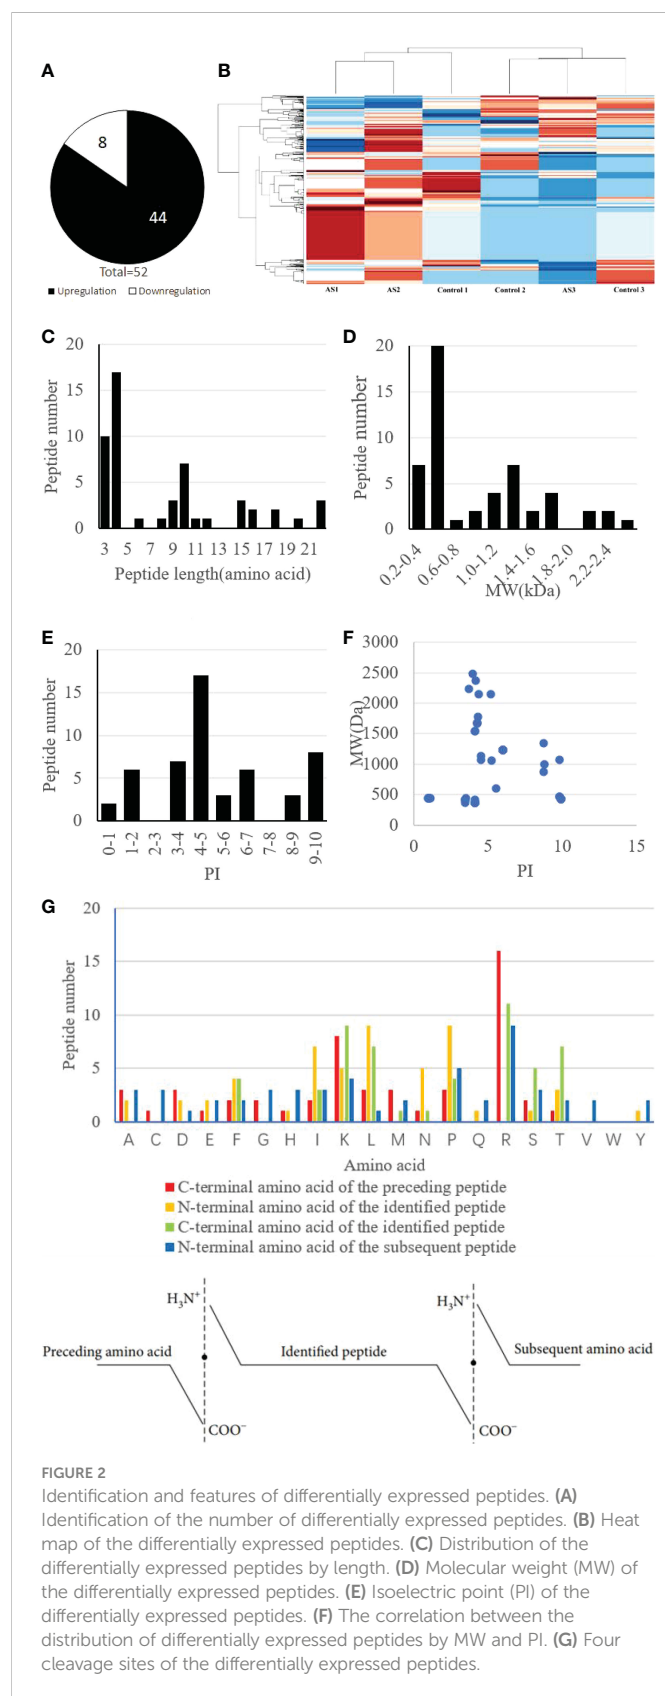 A
8
44
Total=52
■ Upregulation □ Downregulation
B
AS1 AS2 Control 1 Control 2 AS3 Control 3
C
Peptide number
20
15
10
5
0
3 5 7 9 11 13 15 17 19 21
Peptide length(amino acid)
D
Peptide number
20
15
10
5
0
0.2-0.4 0.6-0.8 1.0-1.2 1.4-1.6 1.8-2.0 2.2-2.4
MW(kDa)
E
Peptide number
20
15
10
5
0
0-1 1-2 2-3 3-4 4-5 5-6 6-7 7-8 8-9 9-10
PI
F
MW(Da)
3000
2500
2000
1500
1000
500
0
0 5 10 15
PI
G
Peptide number
20
15
10
5
0
A C D E F G H I K L M N P Q R S T V W Y
Amino acid
C-terminal amino acid of the preceding peptide
N-terminal amino acid of the identified peptide
C-terminal amino acid of the identified peptide
N-terminal amino acid of the subsequent peptide
H₃N⁺ H₃N⁺
Preceding amino acid Identified peptide Subsequent amino acid
COO⁻ COO⁻
FIGURE 2
Identification and features of differentially expressed peptides. (A)
Identification of the number of differentially expressed peptides. (B) Heat
map of the differentially expressed peptides. (C) Distribution of the
differentially expressed peptides by length. (D) Molecular weight (MW) of
the differentially expressed peptides. (E) Isoelectric point (PI) of the
differentially expressed peptides. (F) The correlation between the
distribution of differentially expressed peptides by MW and PI. (G) Four
cleavage sites of the differentially expressed peptides.